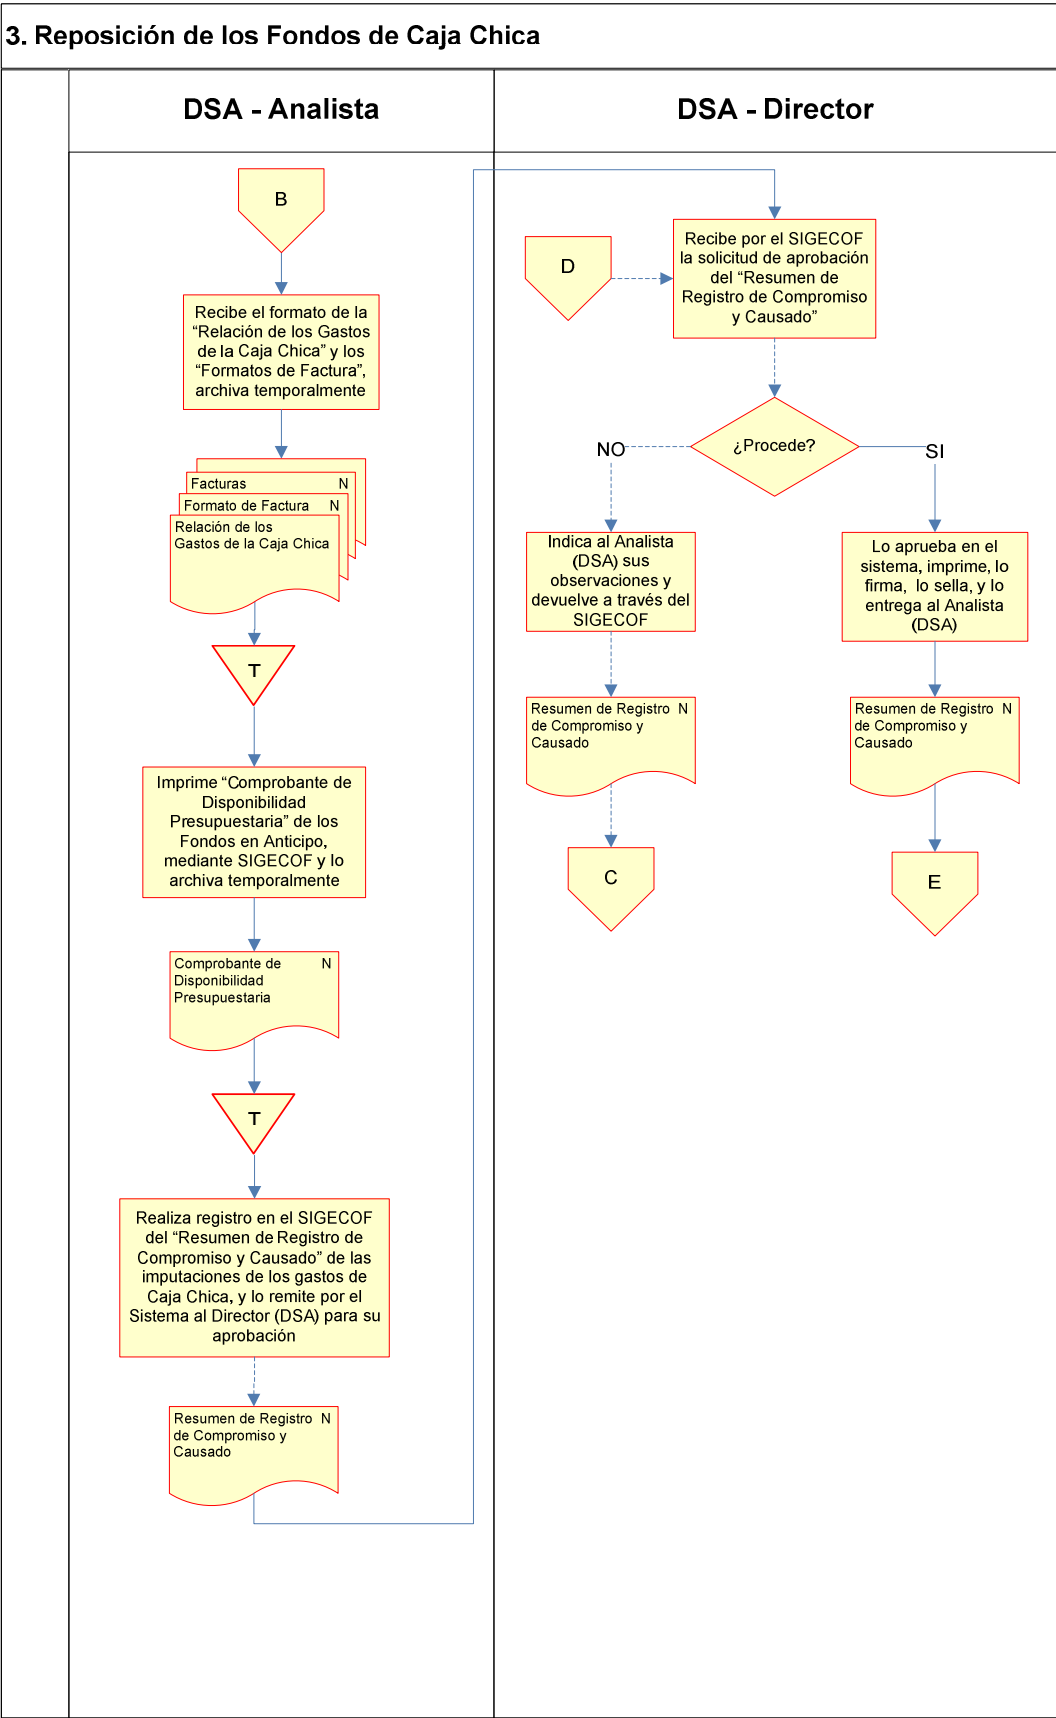 3. Reposición de los Fondos de Caja Chica
DSA - Analista
B
Recibe el formato de la
“Relación de los Gastos
de la Caja Chica” y los
“Formatos de Factura”,
archiva temporalmente
Facturas N
Formato de Factura N
Relación de los
Gastos de la Caja Chica
T
Imprime “Comprobante de
Disponibilidad
Presupuestaria” de los
Fondos en Anticipo,
mediante SIGECOF y lo
archiva temporalmente
Comprobante de N
Disponibilidad
Presupuestaria
T
Realiza registro en el SIGECOF
del “Resumen de Registro de
Compromiso y Causado” de las
imputaciones de los gastos de
Caja Chica, y lo remite por el
Sistema al Director (DSA) para su
aprobación
Resumen de Registro N
de Compromiso y
Causado
DSA - Director
D
Recibe por el SIGECOF
la solicitud de aprobación
del “Resumen de
Registro de Compromiso
y Causado”
¿Procede?
NO
SI
Indica al Analista
(DSA) sus
observaciones y
devuelve a través del
SIGECOF
Resumen de Registro N
de Compromiso y
Causado
C
Lo aprueba en el
sistema, imprime, lo
firma, lo sella, y lo
entrega al Analista
(DSA)
Resumen de Registro N
de Compromiso y
Causado
E